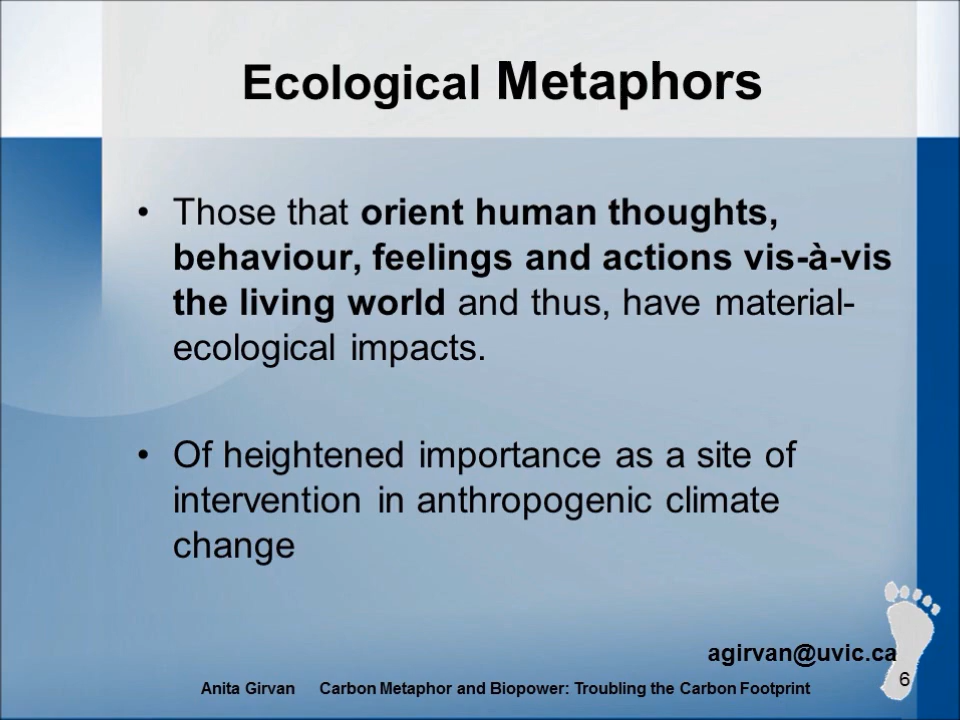 Ecological Metaphors
• Those that orient human thoughts,
behaviour, feelings and actions vis-à-vis
the living world and thus, have material-
ecological impacts.
• Of heightened importance as a site of
intervention in anthropogenic climate
change
agirvan@uvic.ca
6
Anita Girvan Carbon Metaphor and Biopower: Troubling the Carbon Footprint